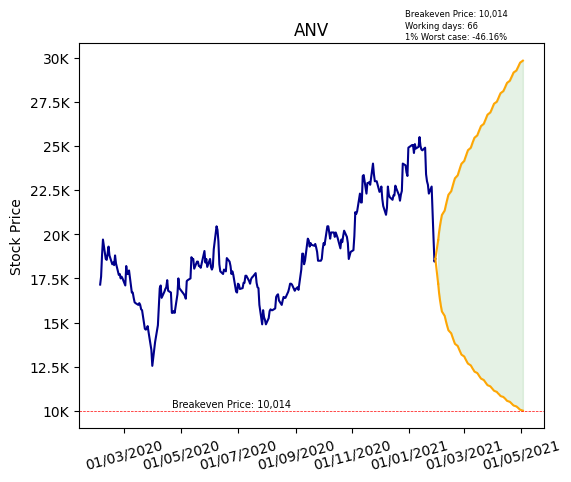 Breakeven Price: 10,014
Working days: 66
1% Worst case: -46.16%
ANV
Stock Price
30K
27.5K
25K
22.5K
20K
17.5K
15K
12.5K
10K
Breakeven Price: 10,014
01/03/2020
01/05/2020
01/07/2020
01/09/2020
01/11/2020
01/01/2021
01/03/2021
01/05/2021